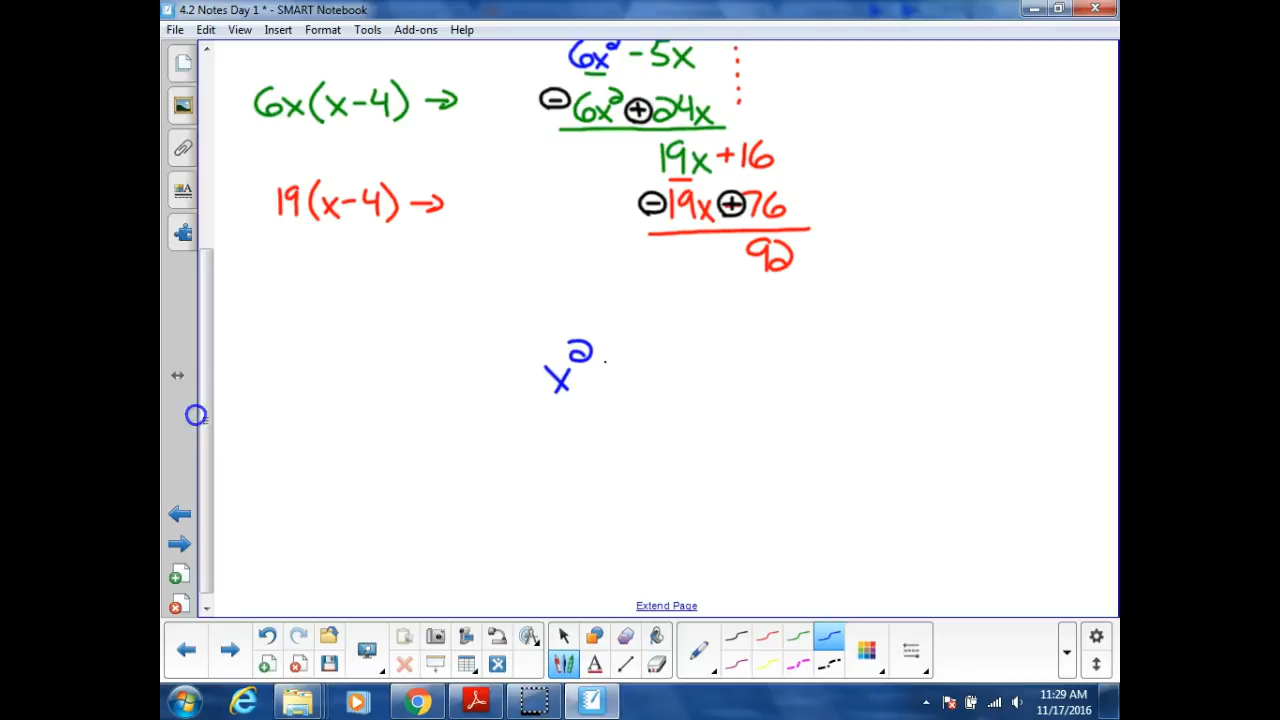 4.2 Notes Day 1 * - SMART Notebook
File Edit View Insert Format Tools Add-ons Help
6x² - 5x
6x(x-4) → ⊖ 6x² ⊕ 24x
19x + 16
19(x-4) → ⊖ 19x ⊕ 76
92
x²
Extend Page
11:29 AM
11/17/2016